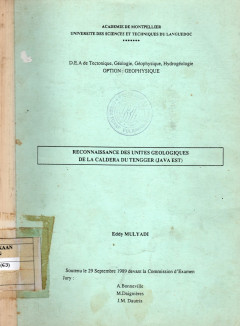 ACADEMIE DE MONTPELLIER
UNIVERSITE DES SCIENCES ET TECHNIQUES DU LANGUEDOC
*******
D.E.A de Tectonique, Géologie, Géophysique, Hydrogéologie
OPTION : GEOPHYSIQUE
RECONNAISSANCE DES UNITES GEOLOGIQUES
DE LA CALDERA DU TENGGER (JAVA EST)
Eddy MULYADI
Soutenu le 29 Septembre 1989 devant la Commission d'Examen
Jury :
A.Bonneville
M.Daignières
J.M. Dautria
KAAN